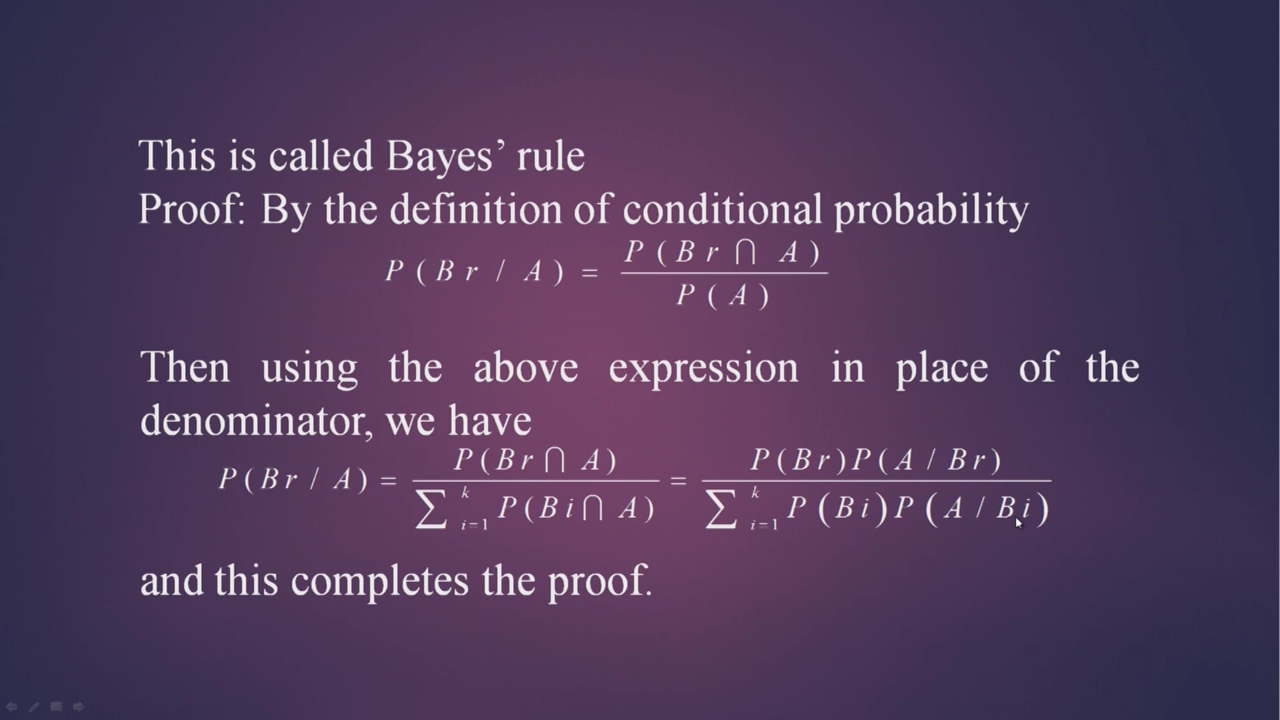 This is called Bayes’ rule
Proof: By the definition of conditional probability
P ( B r / A ) = P ( B r ⋂ A ) / P ( A )
Then using the above expression in place of the
denominator, we have
P ( Br / A ) = P ( Br ⋂ A ) / ∑ᵏᵢ₌₁ P ( Bi ⋂ A ) = P ( Br ) P ( A / Br ) / ∑ᵏᵢ₌₁ P ( Bi ) P ( A / Bi )
and this completes the proof.